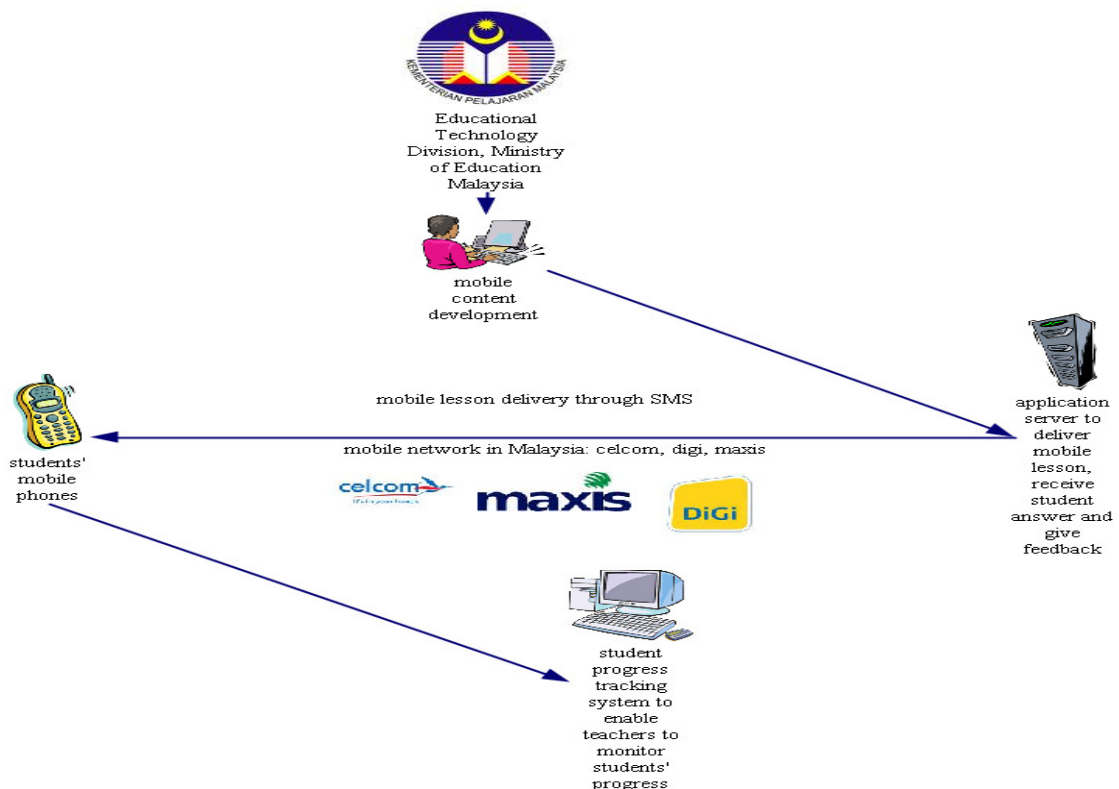 KEMENTERIAN PELAJARAN MALAYSIA
Educational
Technology
Division, Ministry
of Education
Malaysia
mobile
content
development
mobile lesson delivery through SMS
mobile network in Malaysia: celcom, digi, maxis
celcom
maxis
DiGi
students'
mobile
phones
application
server to
deliver
mobile
lesson,
receive
student
answer and
give
feedback
student
progress
tracking
system to
enable
teachers to
monitor
students'
progress